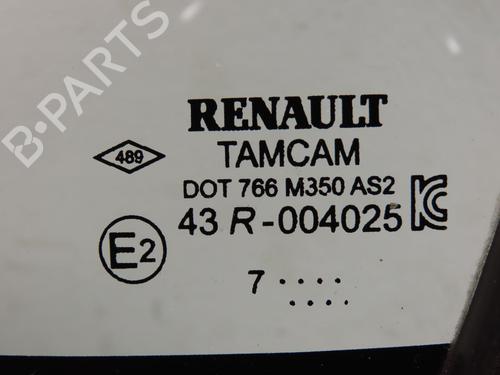 B-PARTS
RENAULT
489 TAMCAM
DOT 766 M350 AS2
E2 43 R-004025 KC
7 ....
....